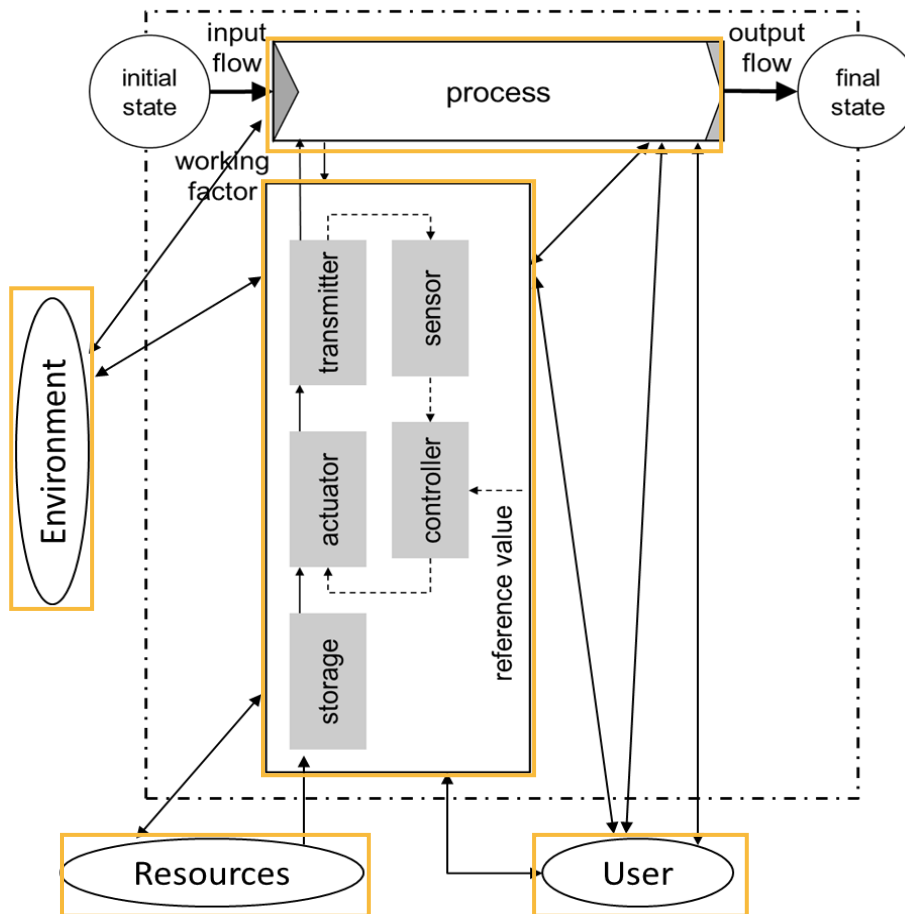 input
flow
output
flow
initial
state
process
final
state
working
factor
transmitter
sensor
Environment
actuator
controller
reference value
storage
Resources
User